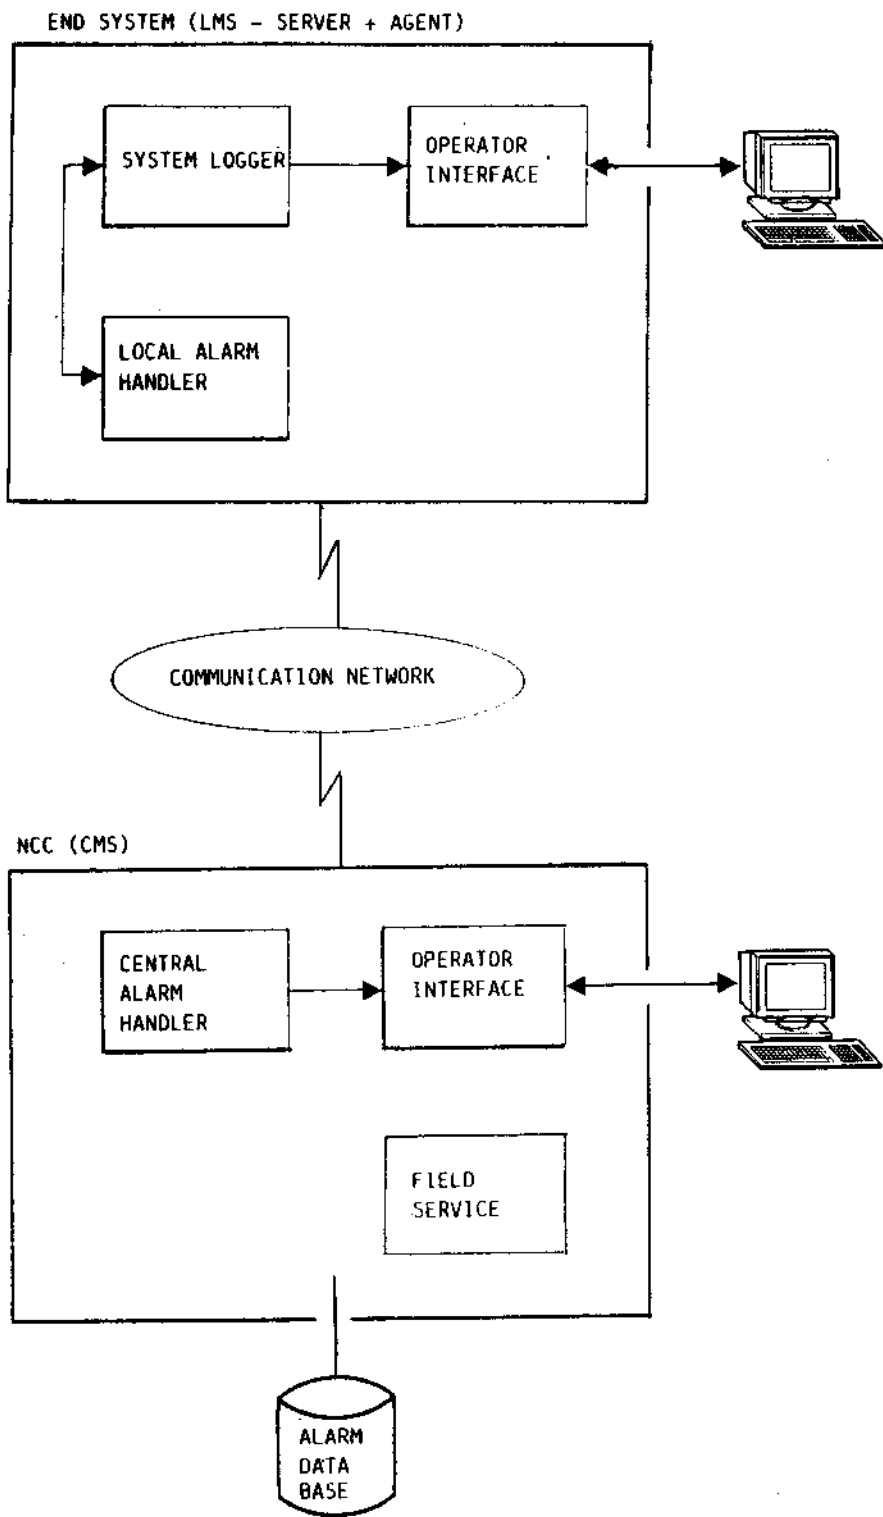 END SYSTEM (LMS - SERVER + AGENT)
SYSTEM LOGGER
OPERATOR
INTERFACE
LOCAL ALARM
HANDLER
COMMUNICATION NETWORK
NCC (CMS)
CENTRAL
ALARM
HANDLER
OPERATOR
INTERFACE
FIELD
SERVICE
ALARM
DATA
BASE